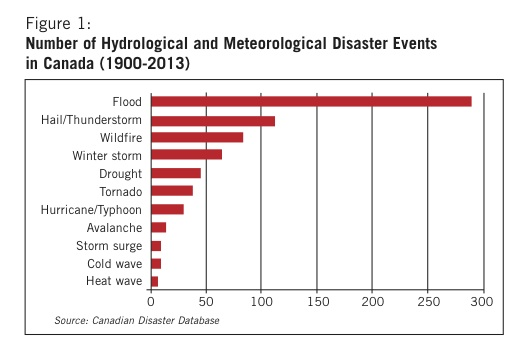 Figure 1:
Number of Hydrological and Meteorological Disaster Events
in Canada (1900-2013)
Flood
Hail/Thunderstorm
Wildfire
Winter storm
Drought
Tornado
Hurricane/Typhoon
Avalanche
Storm surge
Cold wave
Heat wave
0 50 100 150 200 250 300
Source: Canadian Disaster Database